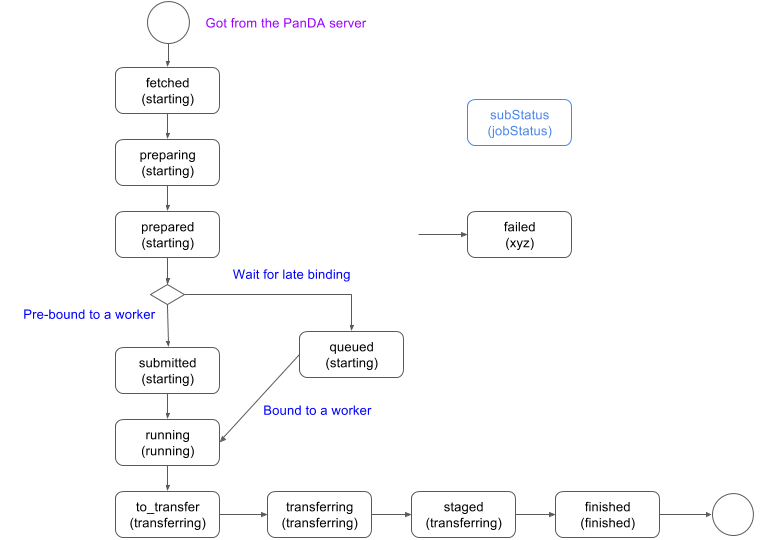 Got from the PanDA server
fetched
(starting)
subStatus
(jobStatus)
preparing
(starting)
prepared
(starting)
failed
(xyz)
Wait for late binding
Pre-bound to a worker
queued
(starting)
submitted
(starting)
Bound to a worker
running
(running)
to_transfer
(transferring)
transferring
(transferring)
staged
(transferring)
finished
(finished)